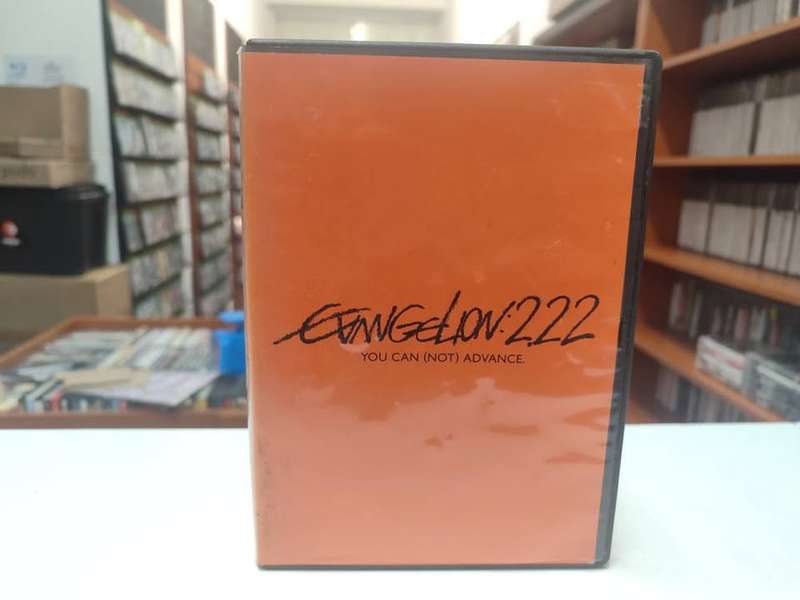 EVANGELION:2.22
YOU CAN (NOT) ADVANCE.